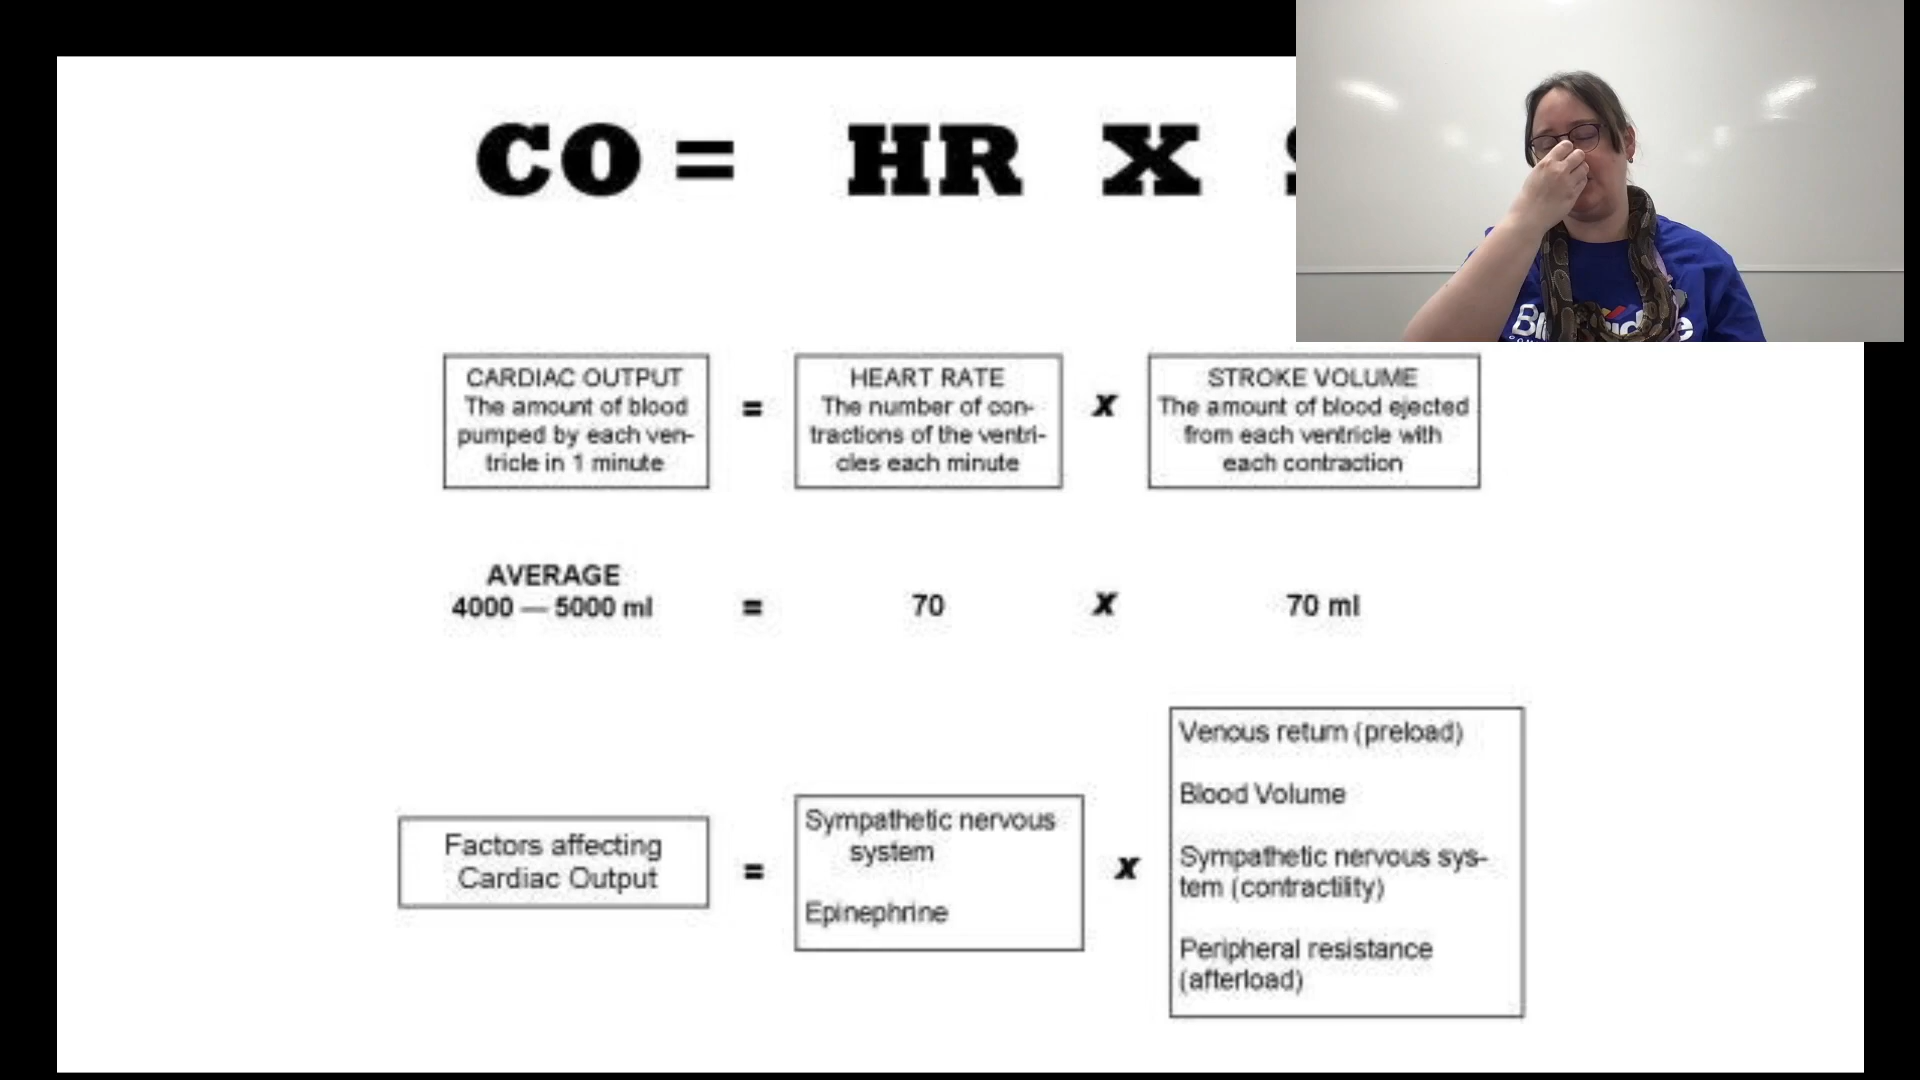 CO = HR X
CARDIAC OUTPUT
The amount of blood
pumped by each ven-
tricle in 1 minute
=
HEART RATE
The number of con-
tractions of the ventri-
cles each minute
x
STROKE VOLUME
The amount of blood ejected
from each ventricle with
each contraction
AVERAGE
4000 — 5000 ml = 70 x 70 ml
Factors affecting
Cardiac Output
=
Sympathetic nervous
system
Epinephrine
x
Venous return (preload)
Blood Volume
Sympathetic nervous sys-
tem (contractility)
Peripheral resistance
(afterload)